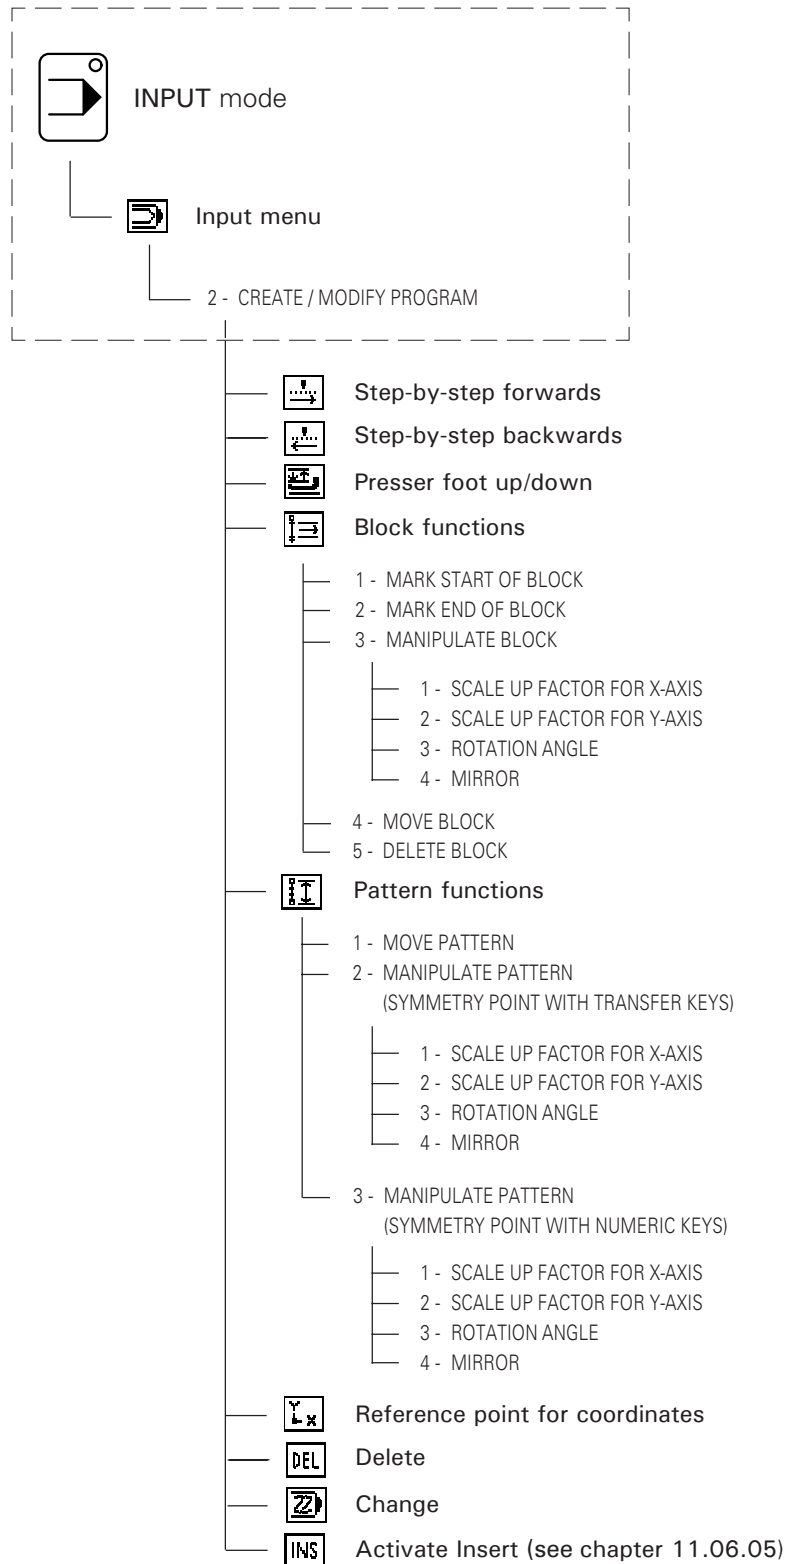 INPUT mode
Input menu
2 - CREATE / MODIFY PROGRAM
Step-by-step forwards
Step-by-step backwards
Presser foot up/down
Block functions
1 - MARK START OF BLOCK
2 - MARK END OF BLOCK
3 - MANIPULATE BLOCK
1 - SCALE UP FACTOR FOR X-AXIS
2 - SCALE UP FACTOR FOR Y-AXIS
3 - ROTATION ANGLE
4 - MIRROR
4 - MOVE BLOCK
5 - DELETE BLOCK
Pattern functions
1 - MOVE PATTERN
2 - MANIPULATE PATTERN
(SYMMETRY POINT WITH TRANSFER KEYS)
1 - SCALE UP FACTOR FOR X-AXIS
2 - SCALE UP FACTOR FOR Y-AXIS
3 - ROTATION ANGLE
4 - MIRROR
3 - MANIPULATE PATTERN
(SYMMETRY POINT WITH NUMERIC KEYS)
1 - SCALE UP FACTOR FOR X-AXIS
2 - SCALE UP FACTOR FOR Y-AXIS
3 - ROTATION ANGLE
4 - MIRROR
Y X Reference point for coordinates
DEL Delete
22 Change
INS Activate Insert (see chapter 11.06.05)